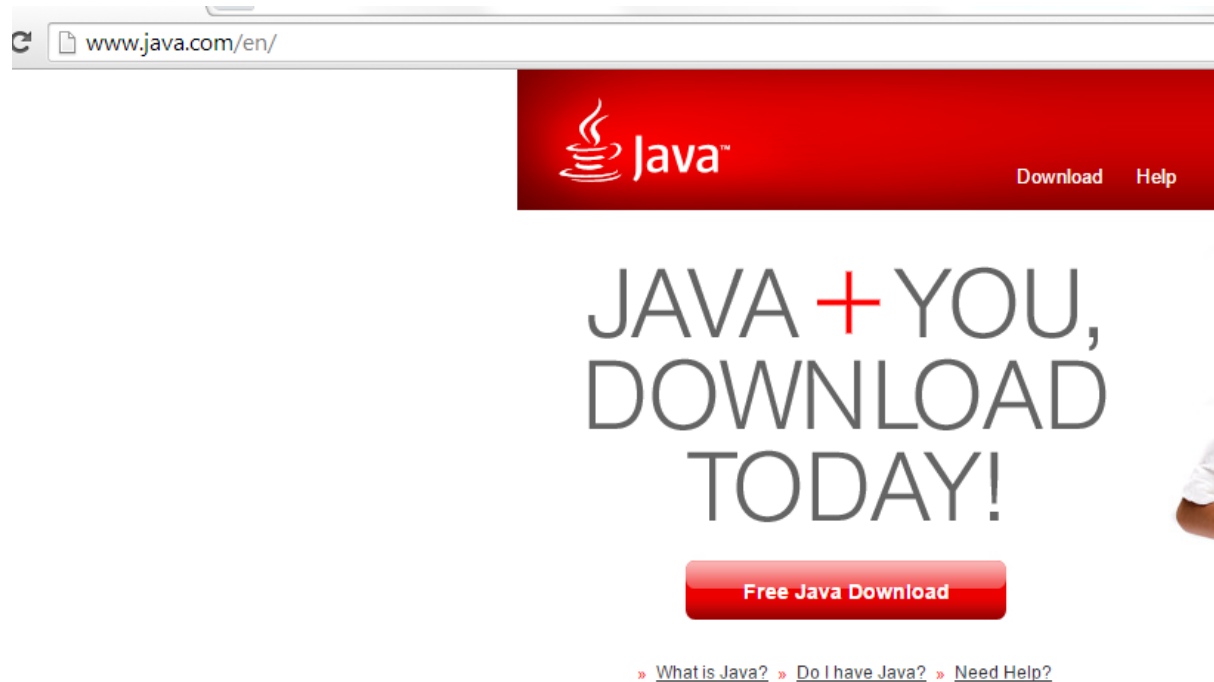 www.java.com/en/
Java™
Download Help
JAVA + YOU,
DOWNLOAD
TODAY!
Free Java Download
» What is Java? » Do I have Java? » Need Help?